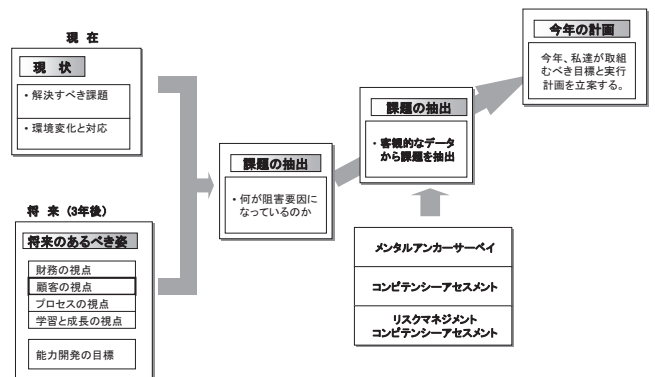 現 在
現 状
・解決すべき課題
・環境変化と対応
将 来 (3年後)
将来のあるべき姿
財務の視点
顧客の視点
プロセスの視点
学習と成長の視点
能力開発の目標
課題の抽出
・何が阻害要因に
なっているのか
課題の抽出
・客観的なデータ
から課題を抽出
メンタルアンカーサーベイ
コンピテンシーアセスメント
リスクマネジメント
コンピテンシーアセスメント
今年の計画
今年、私達が取組
むべき目標と実行
計画を立案する。